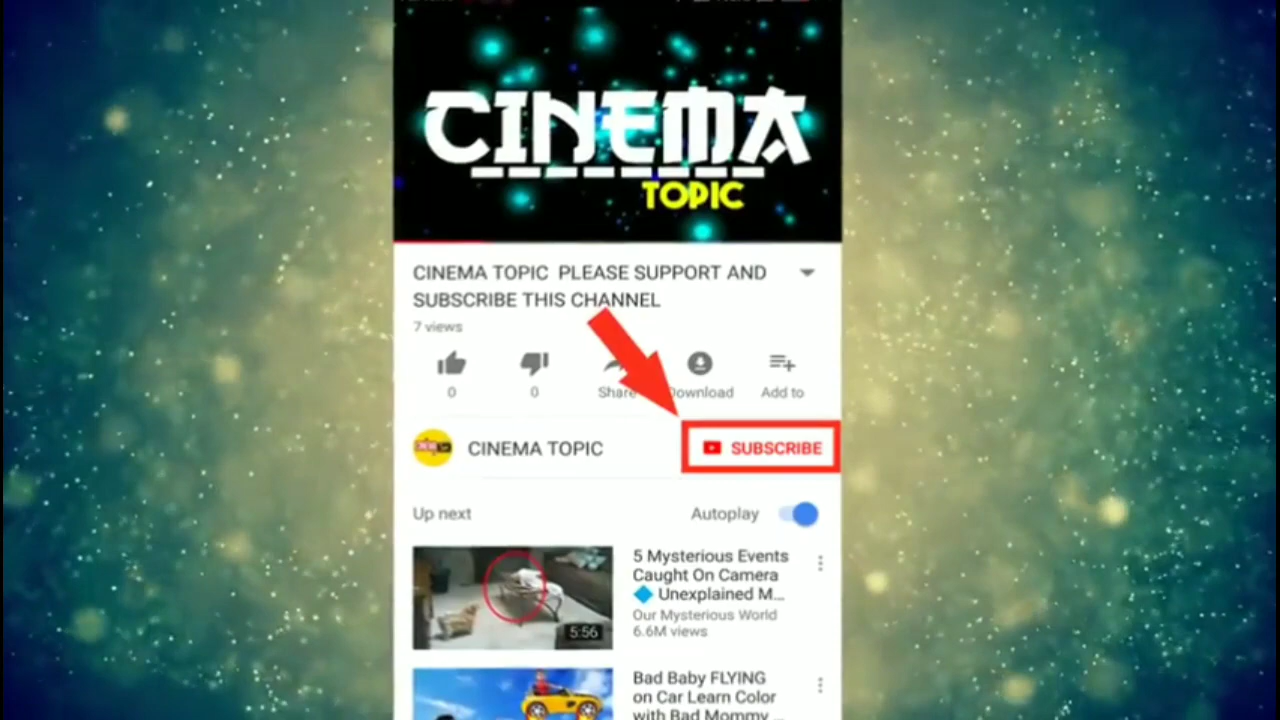 CINEMA
TOPIC
CINEMA TOPIC PLEASE SUPPORT AND
SUBSCRIBE THIS CHANNEL
7 views
0
0
Share
Download
Add to
CINEMA TOPIC
SUBSCRIBE
Up next
Autoplay
5 Mysterious Events
Caught On Camera
🔷 Unexplained M...
Our Mysterious World
6.6M views
5:56
Bad Baby FLYING
on Car Learn Color
with Bad Mommy ...